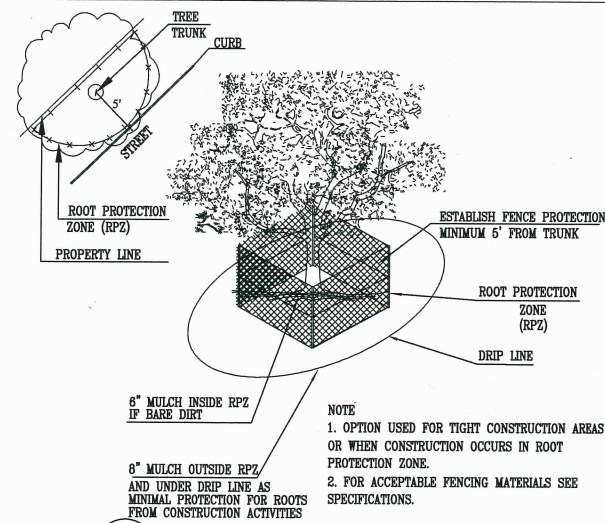 TREE
TRUNK
CURB
5'
STREET
ROOT PROTECTION
ZONE (RPZ)
PROPERTY LINE
ESTABLISH FENCE PROTECTION
MINIMUM 5' FROM TRUNK
ROOT PROTECTION
ZONE
(RPZ)
DRIP LINE
6" MULCH INSIDE RPZ
IF BARE DIRT
8" MULCH OUTSIDE RPZ
AND UNDER DRIP LINE AS
MINIMAL PROTECTION FOR ROOTS
FROM CONSTRUCTION ACTIVITIES
NOTE
1. OPTION USED FOR TIGHT CONSTRUCTION AREAS
OR WHEN CONSTRUCTION OCCURS IN ROOT
PROTECTION ZONE.
2. FOR ACCEPTABLE FENCING MATERIALS SEE
SPECIFICATIONS.